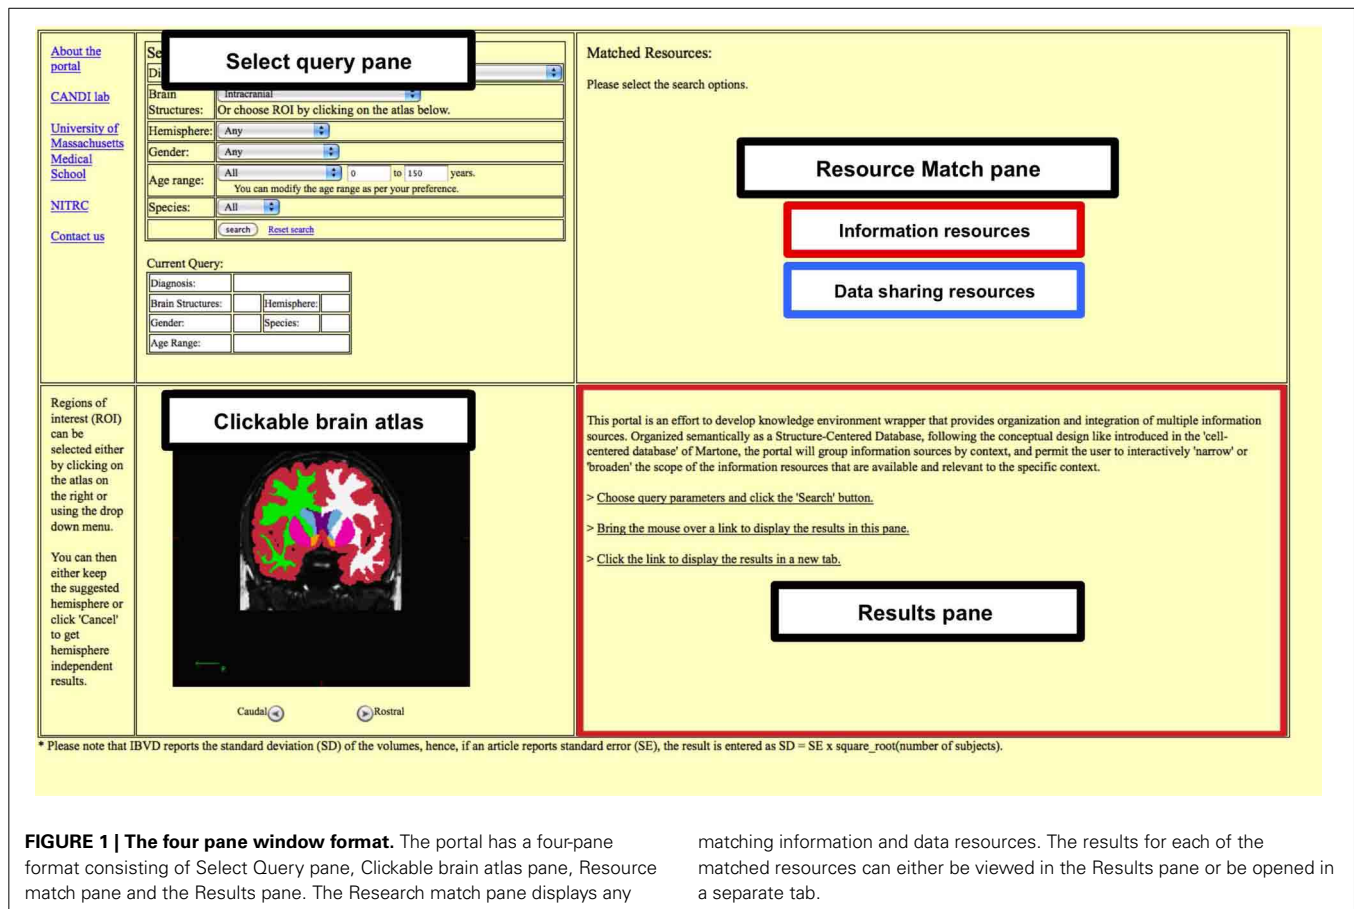 About the
portal
CANDI lab
University of
Massachusetts
Medical
School
NITRC
Contact us
Select query pane
Se
Di
Brain
Structures:
Intracranial
Or choose ROI by clicking on the atlas below.
Hemisphere: Any
Gender: Any
Age range: All 0 to 150 years.
You can modify the age range as per your preference.
Species: All
search Reset search
Current Query:
Diagnosis:
Brain Structures: Hemisphere:
Gender: Species:
Age Range:
Matched Resources:
Please select the search options.
Resource Match pane
Information resources
Data sharing resources
Regions of
interest (ROI)
can be
selected either
by clicking on
the atlas on
the right or
using the drop
down menu.
You can then
either keep
the suggested
hemisphere or
click 'Cancel'
to get
hemisphere
independent
results.
Clickable brain atlas
Caudal Rostral
This portal is an effort to develop knowledge environment wrapper that provides organization and integration of multiple information
sources. Organized semantically as a Structure-Centered Database, following the conceptual design like introduced in the 'cell-
centered database' of Martone, the portal will group information sources by context, and permit the user to interactively 'narrow' or
'broaden' the scope of the information resources that are available and relevant to the specific context.
> Choose query parameters and click the 'Search' button.
> Bring the mouse over a link to display the results in this pane.
> Click the link to display the results in a new tab.
Results pane
* Please note that IBVD reports the standard deviation (SD) of the volumes, hence, if an article reports standard error (SE), the result is entered as SD = SE x square_root(number of subjects).
FIGURE 1 | The four pane window format. The portal has a four-pane
format consisting of Select Query pane, Clickable brain atlas pane, Resource
match pane and the Results pane. The Research match pane displays any
matching information and data resources. The results for each of the
matched resources can either be viewed in the Results pane or be opened in
a separate tab.